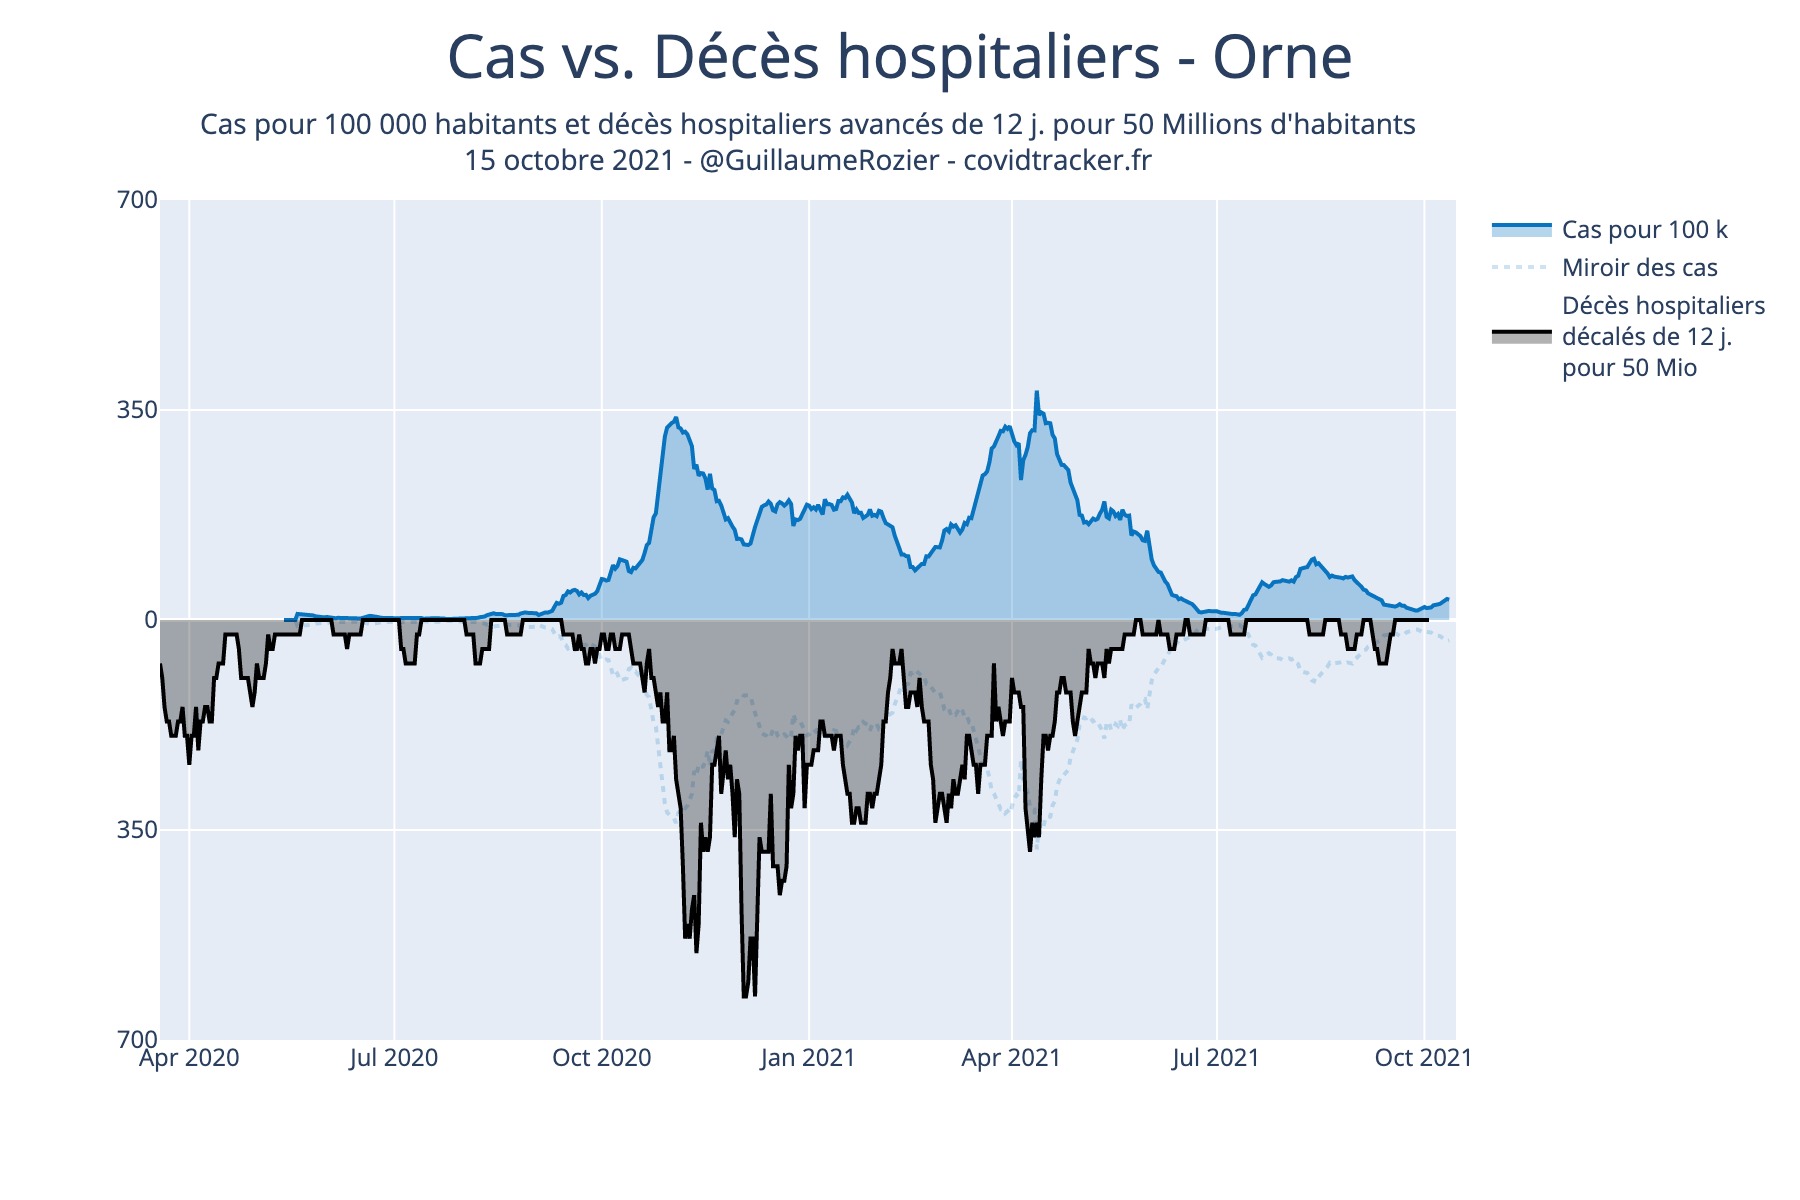 Cas vs. Décès hospitaliers - Orne
Cas pour 100 000 habitants et décès hospitaliers avancés de 12 j. pour 50 Millions d'habitants
15 octobre 2021 - @GuillaumeRozier - covidtracker.fr
700
350
0
350
700
Apr 2020
Jul 2020
Oct 2020
Jan 2021
Apr 2021
Jul 2021
Oct 2021
Cas pour 100 k
Miroir des cas
Décès hospitaliers
décalés de 12 j.
pour 50 Mio